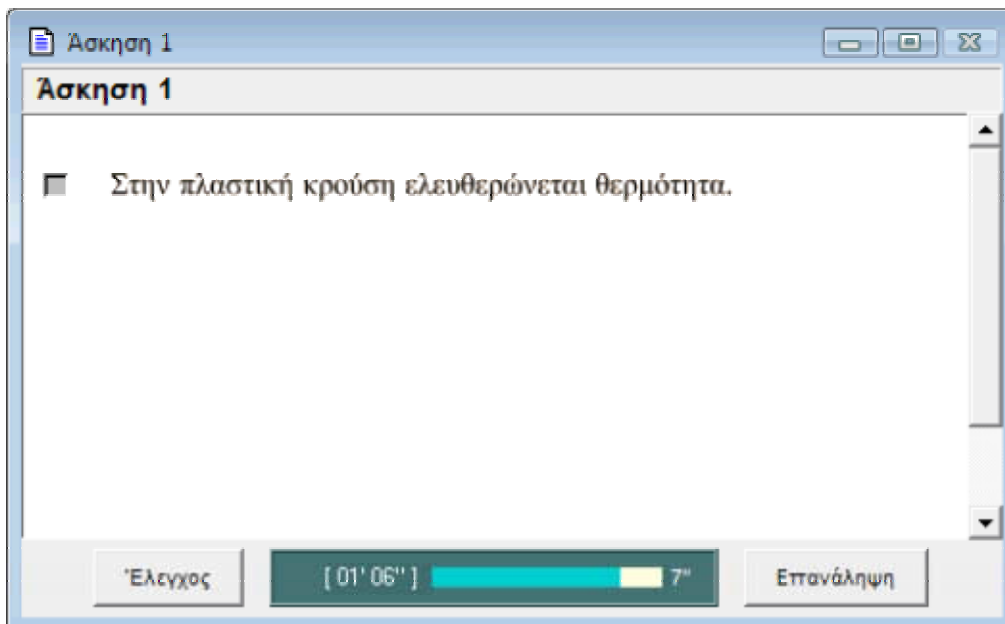 Άσκηση 1
Άσκηση 1
Στην πλαστική κρούση ελευθερώνεται θερμότητα.
Έλεγχος
[ 01' 06'' ]
7''
Επανάληψη